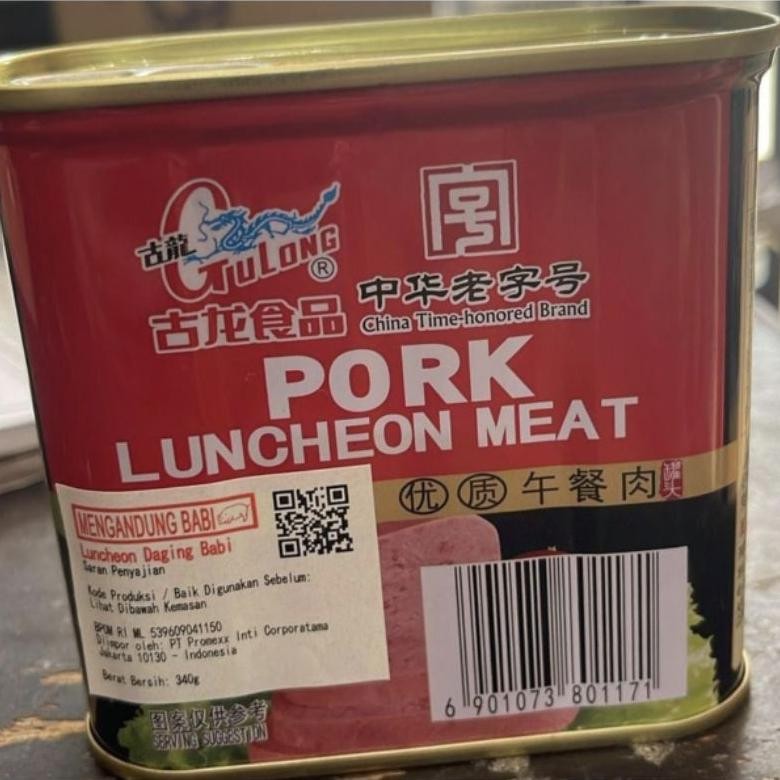 古龍
GULONG®
古龙食品
中华老字号
China Time-honored Brand
PORK
LUNCHEON MEAT
优质午餐肉罐头
MENGANDUNG BABI
Luncheon Daging Babi
Saran Penyajian
Kode Produksi / Baik Digunakan Sebelum:
Lihat Dibawah Kemasan
BPOM RI ML 539609041150
Diimpor oleh: PT Promexx Inti Corporatama
Jakarta 10130 - Indonesia
Berat Bersih: 340g
6 901073 801171
图案仅供参考
SERVING SUGGESTION